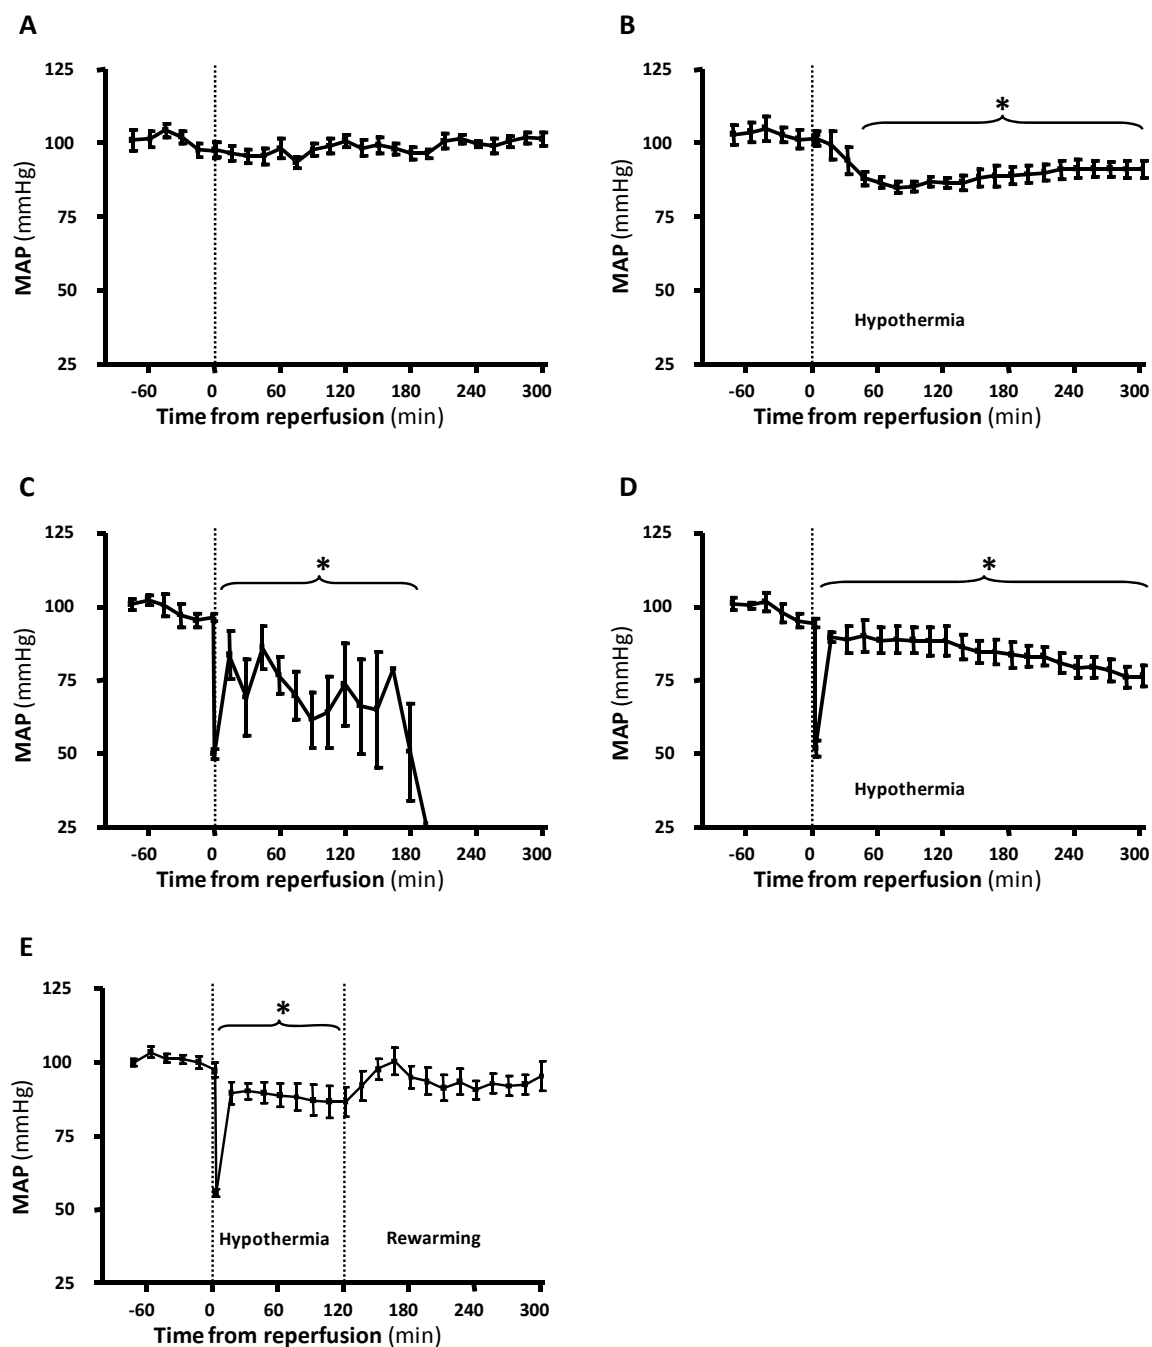 A
125
100
75
50
25
MAP (mmHg)
-60 0 60 120 180 240 300
Time from reperfusion (min)
B
125
100
75
50
25
MAP (mmHg)
*
Hypothermia
-60 0 60 120 180 240 300
Time from reperfusion (min)
C
125
100
75
50
25
MAP (mmHg)
*
-60 0 60 120 180 240 300
Time from reperfusion (min)
D
125
100
75
50
25
MAP (mmHg)
*
Hypothermia
-60 0 60 120 180 240 300
Time from reperfusion (min)
E
125
100
75
50
25
MAP (mmHg)
*
Hypothermia Rewarming
-60 0 60 120 180 240 300
Time from reperfusion (min)